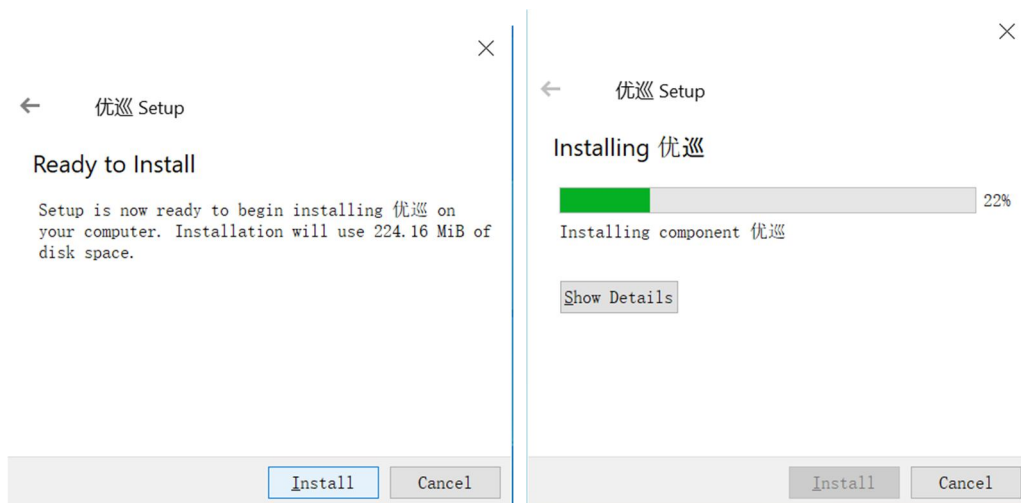 优巡 Setup
Ready to Install
Setup is now ready to begin installing 优巡 on
your computer. Installation will use 224.16 MiB of
disk space.
Install
Cancel
优巡 Setup
Installing 优巡
22%
Installing component 优巡
Show Details
Install
Cancel